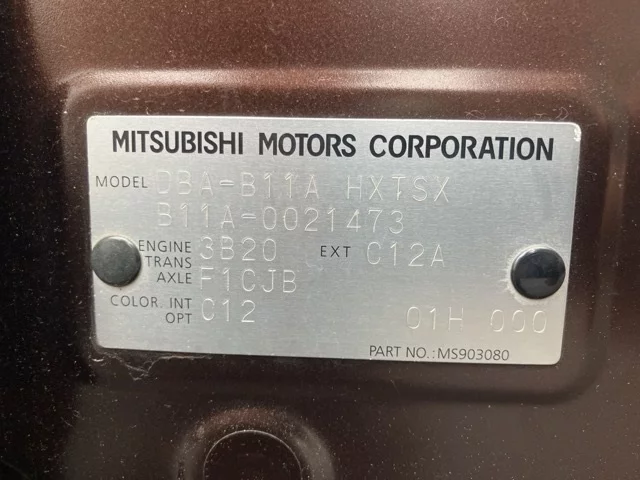 MITSUBISHI MOTORS CORPORATION
MODEL DBA-B11A HXTSX
B11A-0021473
ENGINE 3B20 EXT C12A
TRANS
AXLE F1CJB
COLOR. INT C12
OPT 01H 000
PART NO.:MS903080